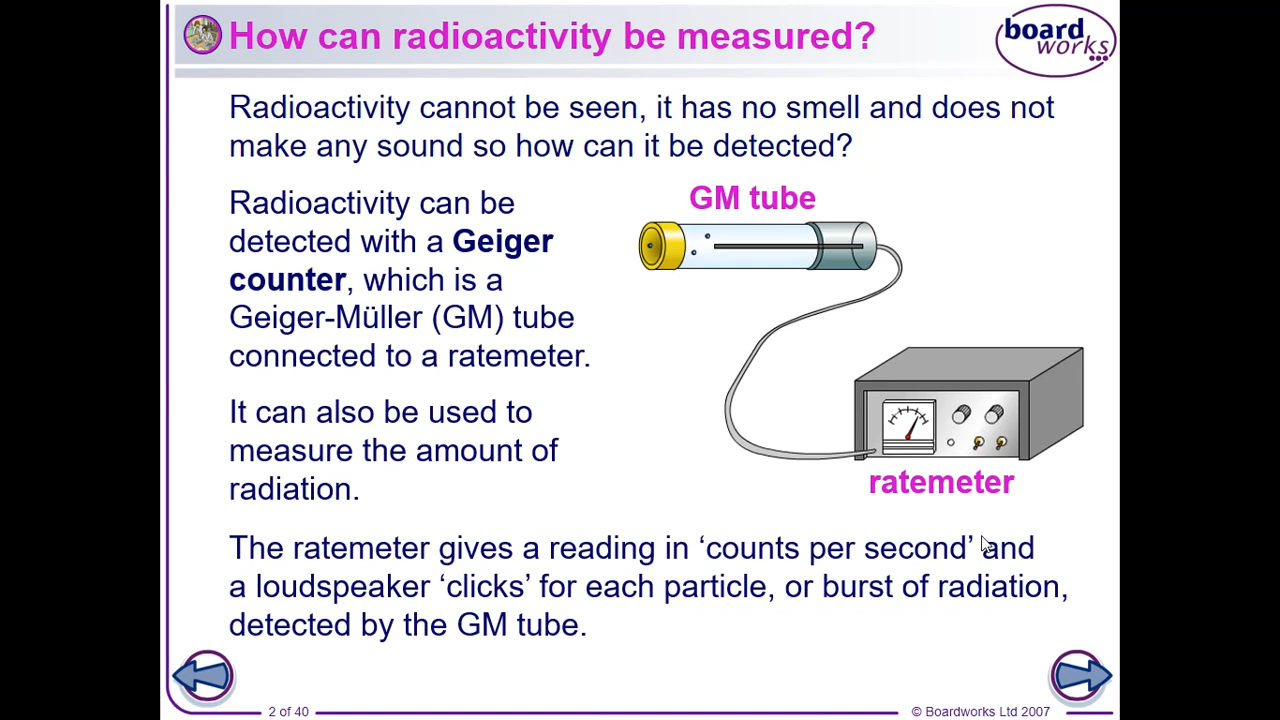 How can radioactivity be measured?
board
works
Radioactivity cannot be seen, it has no smell and does not
make any sound so how can it be detected?
Radioactivity can be
detected with a Geiger
counter, which is a
Geiger-Müller (GM) tube
connected to a ratemeter.
GM tube
It can also be used to
measure the amount of
radiation.
ratemeter
The ratemeter gives a reading in ‘counts per second’ and
a loudspeaker ‘clicks’ for each particle, or burst of radiation,
detected by the GM tube.
2 of 40
© Boardworks Ltd 2007